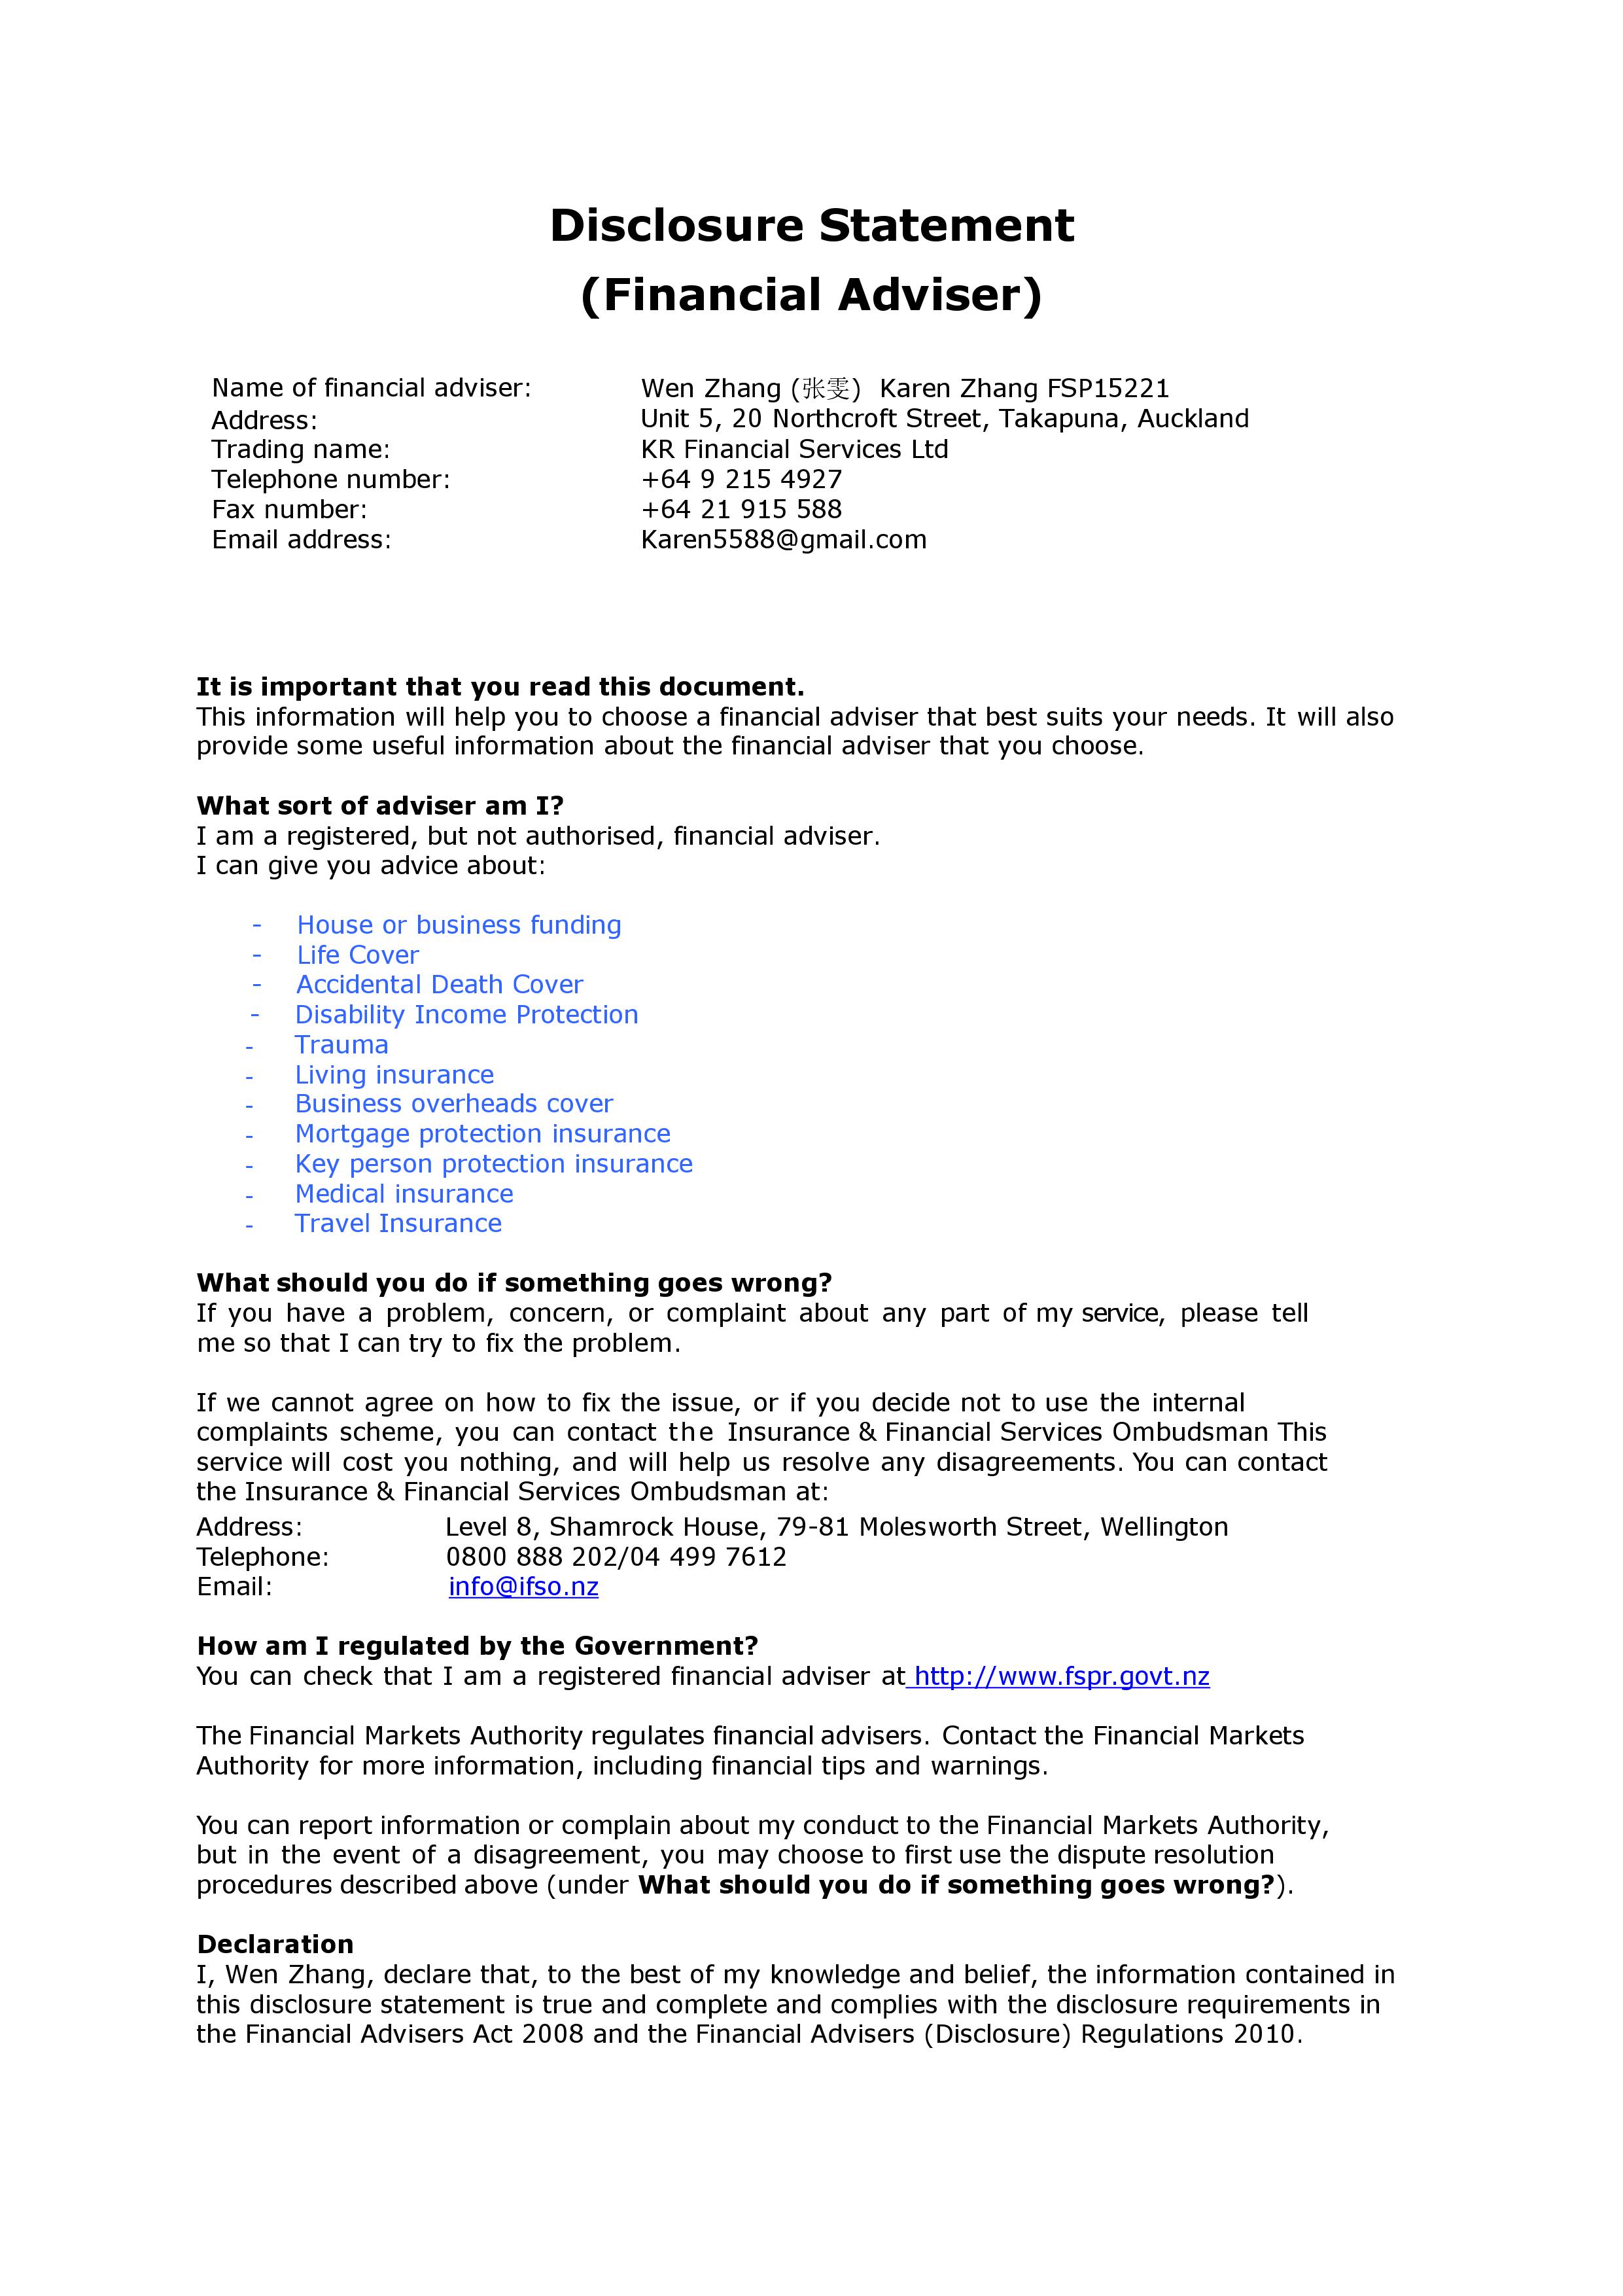 Disclosure Statement
(Financial Adviser)
Name of financial adviser: Wen Zhang (张雯) Karen Zhang FSP15221
Address: Unit 5, 20 Northcroft Street, Takapuna, Auckland
Trading name: KR Financial Services Ltd
Telephone number: +64 9 215 4927
Fax number: +64 21 915 588
Email address: Karen5588@gmail.com
It is important that you read this document.
This information will help you to choose a financial adviser that best suits your needs. It will also
provide some useful information about the financial adviser that you choose.
What sort of adviser am I?
I am a registered, but not authorised, financial adviser.
I can give you advice about:
- House or business funding
- Life Cover
- Accidental Death Cover
- Disability Income Protection
- Trauma
- Living insurance
- Business overheads cover
- Mortgage protection insurance
- Key person protection insurance
- Medical insurance
- Travel Insurance
What should you do if something goes wrong?
If you have a problem, concern, or complaint about any part of my service, please tell
me so that I can try to fix the problem.
If we cannot agree on how to fix the issue, or if you decide not to use the internal
complaints scheme, you can contact the Insurance & Financial Services Ombudsman This
service will cost you nothing, and will help us resolve any disagreements. You can contact
the Insurance & Financial Services Ombudsman at:
Address: Level 8, Shamrock House, 79-81 Molesworth Street, Wellington
Telephone: 0800 888 202/04 499 7612
Email: info@ifso.nz
How am I regulated by the Government?
You can check that I am a registered financial adviser at http://www.fspr.govt.nz
The Financial Markets Authority regulates financial advisers. Contact the Financial Markets
Authority for more information, including financial tips and warnings.
You can report information or complain about my conduct to the Financial Markets Authority,
but in the event of a disagreement, you may choose to first use the dispute resolution
procedures described above (under What should you do if something goes wrong?).
Declaration
I, Wen Zhang, declare that, to the best of my knowledge and belief, the information contained in
this disclosure statement is true and complete and complies with the disclosure requirements in
the Financial Advisers Act 2008 and the Financial Advisers (Disclosure) Regulations 2010.